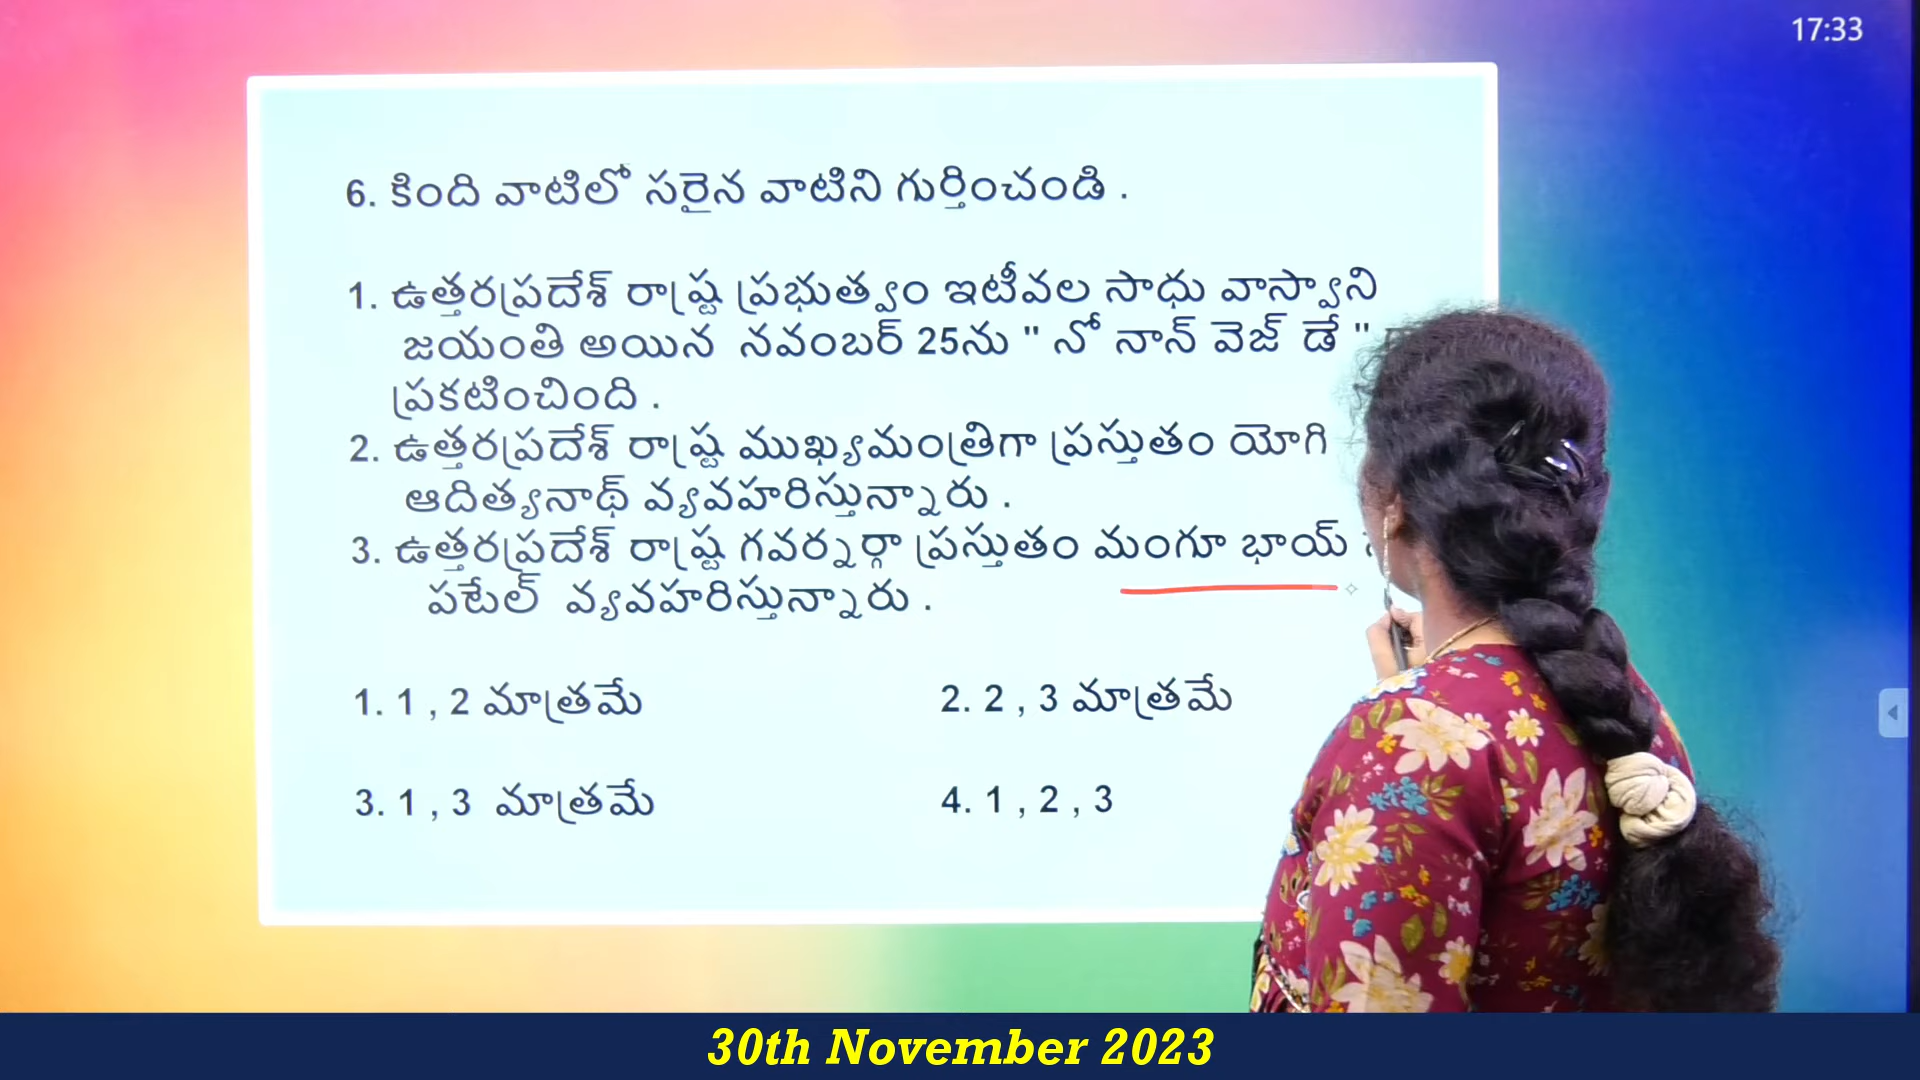 17:33
6. కింది వాటిలో సరైన వాటిని గుర్తించండి .
1. ఉత్తరప్రదేశ్ రాష్ట్ర ప్రభుత్వం ఇటీవల సాధు వాస్వాని
జయంతి అయిన నవంబర్ 25ను " నో నాన్ వెజ్ డే "
ప్రకటించింది .
2. ఉత్తరప్రదేశ్ రాష్ట్ర ముఖ్యమంత్రిగా ప్రస్తుతం యోగి
ఆదిత్యనాథ్ వ్యవహరిస్తున్నారు .
3. ఉత్తరప్రదేశ్ రాష్ట్ర గవర్నర్గా ప్రస్తుతం మంగూ భాయ్
పటేల్ వ్యవహరిస్తున్నారు .
1. 1 , 2 మాత్రమే 2. 2 , 3 మాత్రమే
3. 1 , 3 మాత్రమే 4. 1 , 2 , 3
30th November 2023